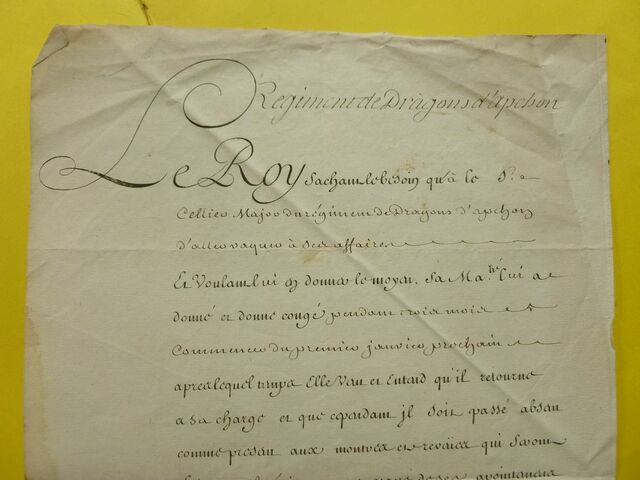 Regiment de Dragons d'apchon
Le Roy sachant le besoin qu'à le S.r
Cellier Major du régiment de Dragons d'apchon
d'aller vaquer à ses affaires
Et Voulant lui en donner le moyen, Sa Ma.té lui a
donné et donne congé pendant trois mois
à commencer du premier janvier prochain
apres lequel temps Elle Veut et Entend qu'il retourne
a sa charge et que cependant il soit passé absent
comme present aux montres et reveües qui seront
appointemens